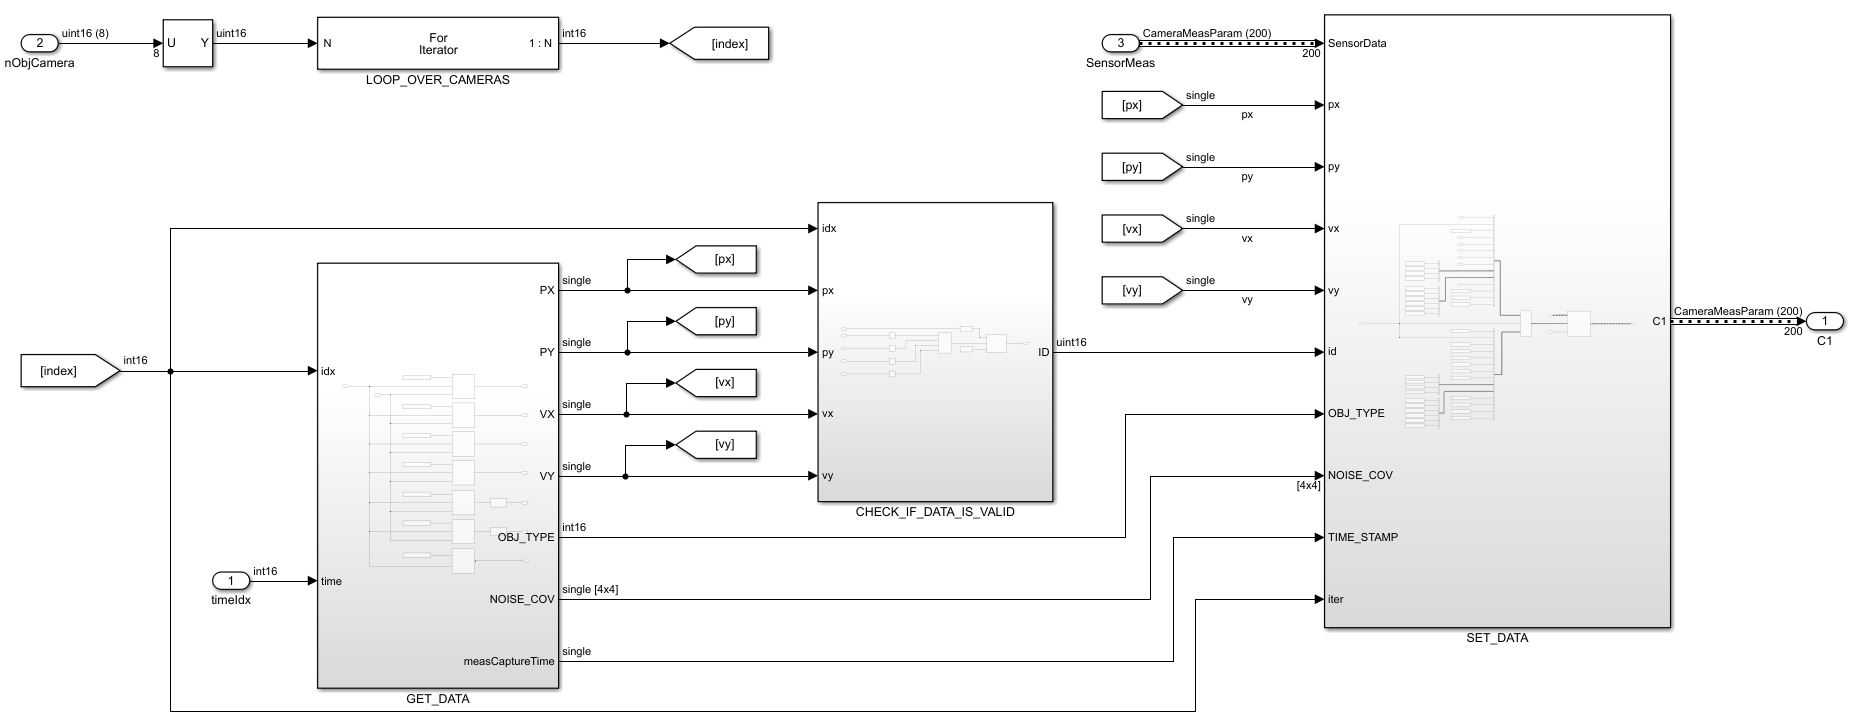 2
nObjCamera
uint16 (8)
8
U
Y
uint16
N
For
Iterator
1 : N
LOOP_OVER_CAMERAS
int16
[index]
3
SensorMeas
CameraMeasParam (200)
200
SensorData
[px]
single
px
px
[py]
single
py
py
[vx]
single
vx
vx
[vy]
single
vy
vy
[index]
int16
idx
1
timeIdx
int16
time
PX
single
[px]
PY
single
[py]
VX
single
[vx]
VY
single
[vy]
OBJ_TYPE
int16
NOISE_COV
single [4x4]
measCaptureTime
single
GET_DATA
idx
px
py
vx
vy
ID
uint16
CHECK_IF_DATA_IS_VALID
id
OBJ_TYPE
NOISE_COV
[4x4]
TIME_STAMP
iter
SET_DATA
C1
CameraMeasParam (200)
200
1
C1